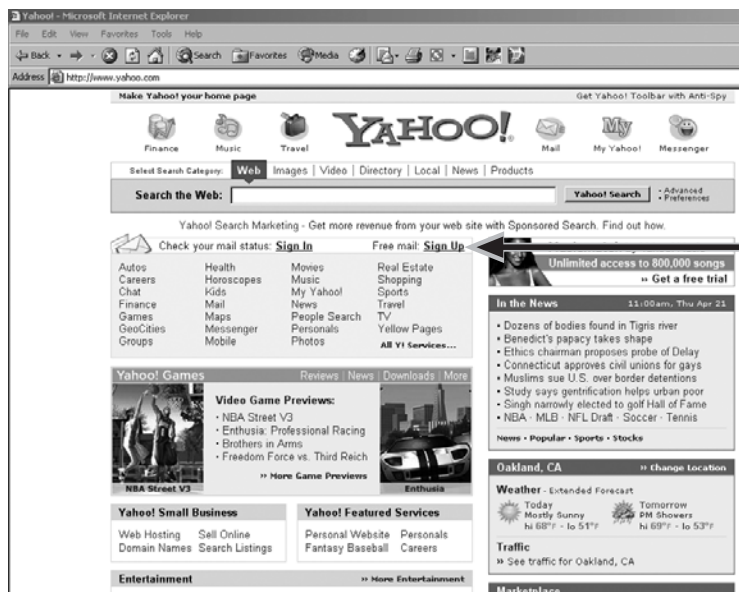 Yahoo! - Microsoft Internet Explorer
File Edit View Favorites Tools Help
Back Search Favorites Media
Address http://www.yahoo.com
Make Yahoo! your home page Get Yahoo! Toolbar with Anti-Spy
YAHOO!
My
Finance Music Travel Mail My Yahoo! Messenger
Select Search Category: Web Images | Video | Directory | Local | News | Products
Search the Web: Yahoo! Search • Advanced
• Preferences
Yahoo! Search Marketing - Get more revenue from your web site with Sponsored Search. Find out how.
Check your mail status: Sign In Free mail: Sign Up
Autos Health Movies Real Estate
Careers Horoscopes Music Shopping
Chat Kids My Yahoo! Sports
Finance Mail News Travel
Games Maps People Search TV
GeoCities Messenger Personals Yellow Pages
Groups Mobile Photos All Y! Services...
Unlimited access to 800,000 songs
» Get a free trial
In the News 11:00am, Thu Apr 21
• Dozens of bodies found in Tigris river
• Benedict's papacy takes shape
• Ethics chairman proposes probe of Delay
• Connecticut approves civil unions for gays
• Muslims sue U.S. over border detentions
• Study says gentrification helps urban poor
• Singh narrowly elected to golf Hall of Fame
• NBA · MLB · NFL Draft · Soccer · Tennis
News • Popular • Sports • Stocks
Yahoo! Games Reviews | News | Downloads | More
Video Game Previews:
• NBA Street V3
• Enthusia: Professional Racing
• Brothers in Arms
• Freedom Force vs. Third Reich
» More Game Previews
NBA Street V3 Enthusia
Oakland, CA » Change Location
Weather - Extended Forecast
Today Tomorrow
Mostly Sunny PM Showers
hi 68°F - lo 51°F hi 69°F - lo 53°F
Traffic
» See traffic for Oakland, CA
Yahoo! Small Business Yahoo! Featured Services
Web Hosting Sell Online Personal Website Personals
Domain Names Search Listings Fantasy Baseball Careers
Entertainment » More Entertainment
Marketplace